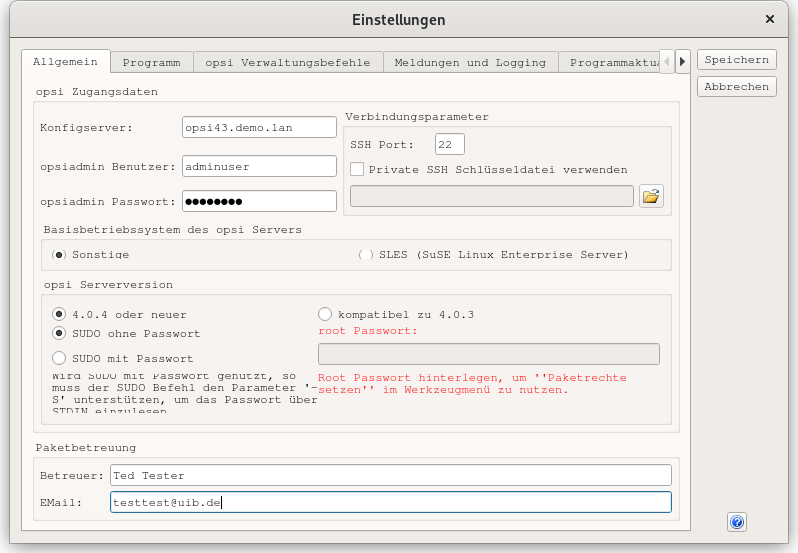 Einstellungen
Allgemein
Programm
opsi Verwaltungsbefehle
Meldungen und Logging
Programmaktua
Speichern
Abbrechen
opsi Zugangsdaten
Konfigserver:
opsi43.demo.lan
opsiadmin Benutzer:
adminuser
opsiadmin Passwort:
●●●●●●●●
Verbindungsparameter
SSH Port:
22
Private SSH Schlüsseldatei verwenden
Basisbetriebssystem des opsi Servers
Sonstige
SLES (SuSE Linux Enterprise Server)
opsi Serverversion
4.0.4 oder neuer
kompatibel zu 4.0.3
SUDO ohne Passwort
root Passwort:
SUDO mit Passwort
Wird SUDO mit Passwort genutzt, so
muss der SUDO Befehl den Parameter '-
S' unterstützen, um das Passwort über
STDIN einzulesen
Root Passwort hinterlegen, um ''Paketrechte
setzen'' im Werkzeugmenü zu nutzen.
Paketbetreuung
Betreuer:
Ted Tester
EMail:
testtest@uib.de